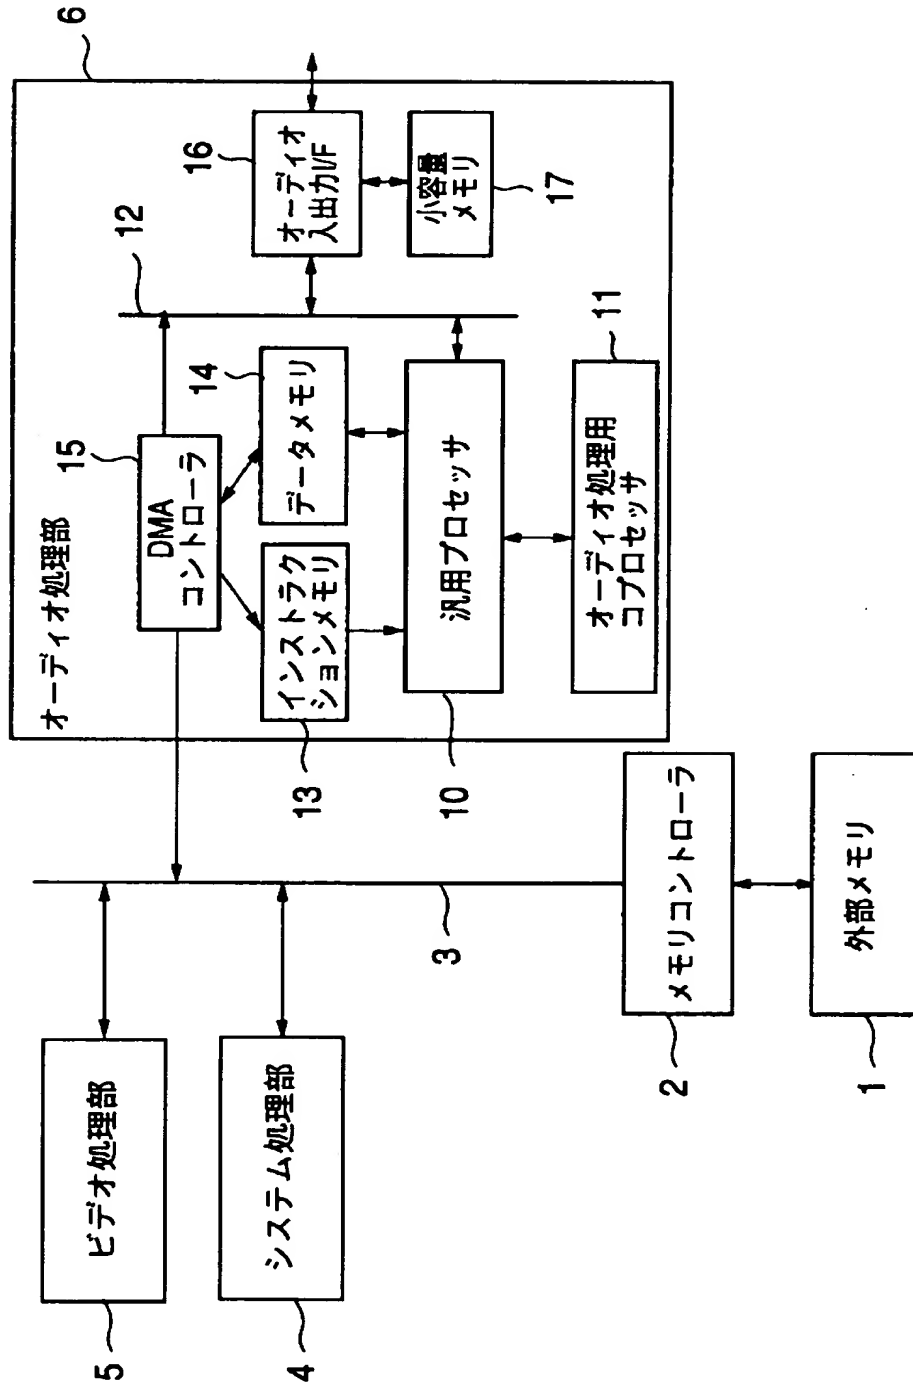 ビデオ処理部
5
システム処理部
4
3
メモリコントローラ
2
外部メモリ
1
オーディオ処理部
6
DMA
コントローラ
15
12
インストラク
ションメモリ
13
データメモリ
14
汎用プロセッサ
10
オーディオ処理用
コプロセッサ
11
オーディオ
入出力I/F
16
小容量
メモリ
17